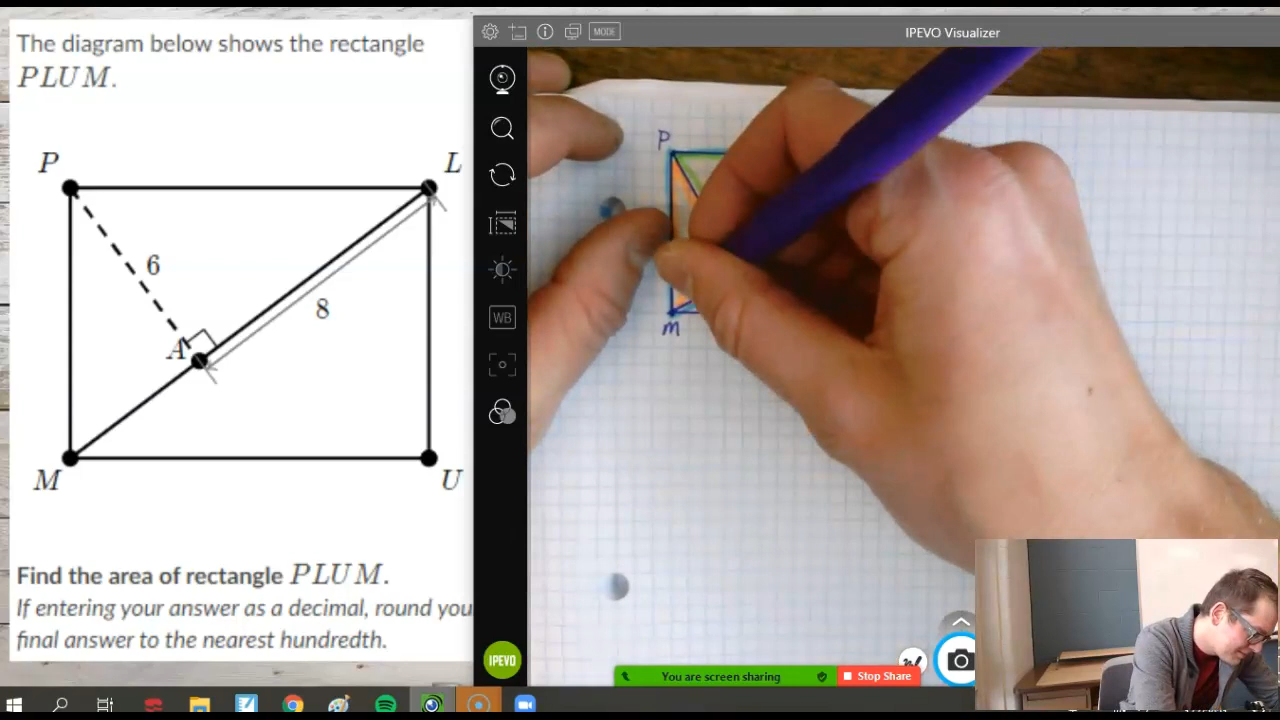 The diagram below shows the rectangle
PLUM.
P
L
6
8
A
M
U
Find the area of rectangle PLUM.
If entering your answer as a decimal, round you
final answer to the nearest hundredth.
MODE
IPEVO Visualizer
WB
IPEVO
P
M
You are screen sharing
Stop Share